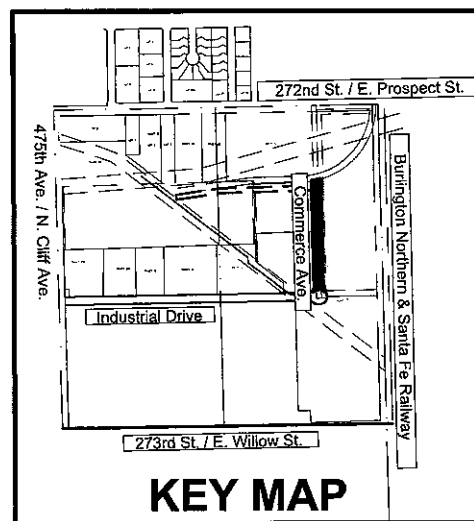 272nd St. / E. Prospect St.
475th Ave. / N. Cliff Ave.
Commerce Ave.
Burlington Northern & Santa Fe Railway
Industrial Drive
273rd St. / E. Willow St.
KEY MAP